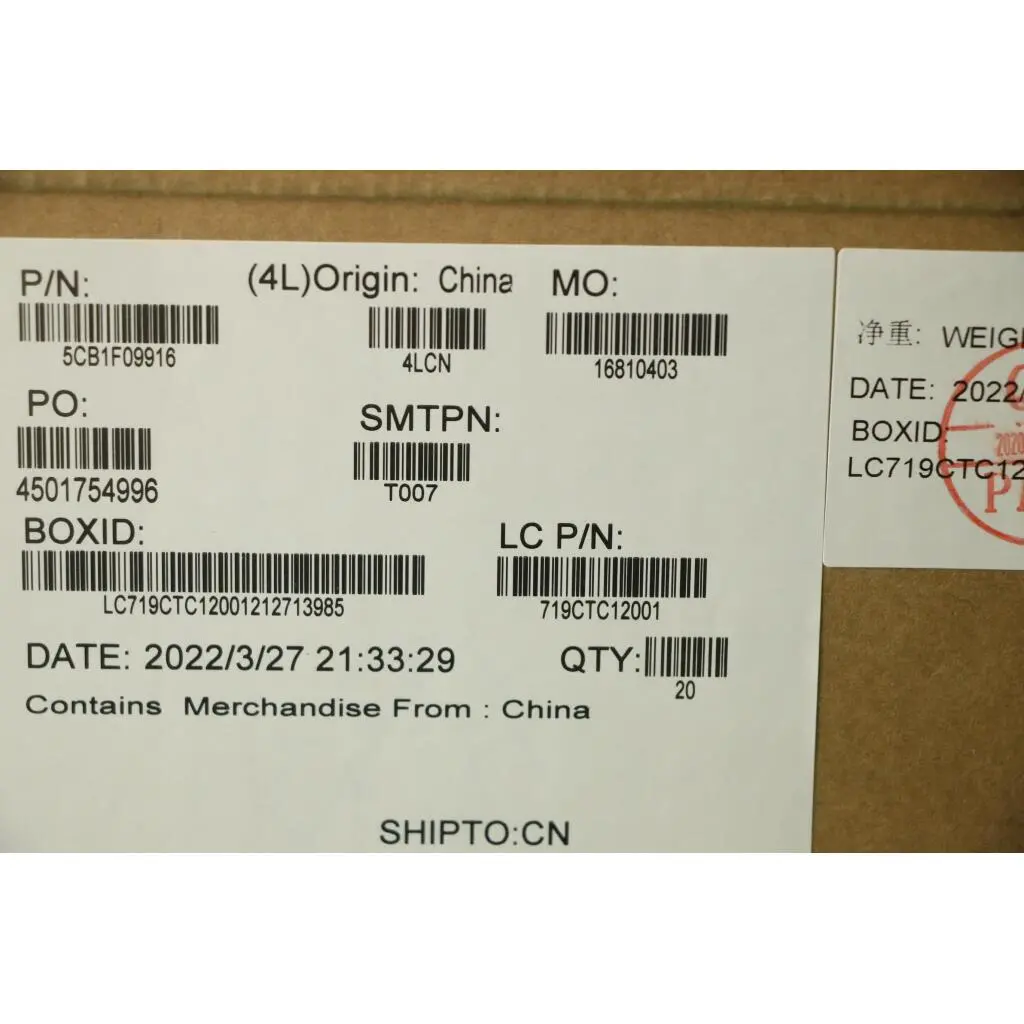 P/N: (4L)Origin: China MO:
5CB1F09916 4LCN 16810403
PO: SMTPN:
4501754996 T007
BOXID: LC P/N:
LC719CTC12001212713985 719CTC12001
DATE: 2022/3/27 21:33:29 QTY:
20
Contains Merchandise From : China
SHIPTO:CN
净重: WEIG
DATE: 2022/
BOXID:
LC719CTC12